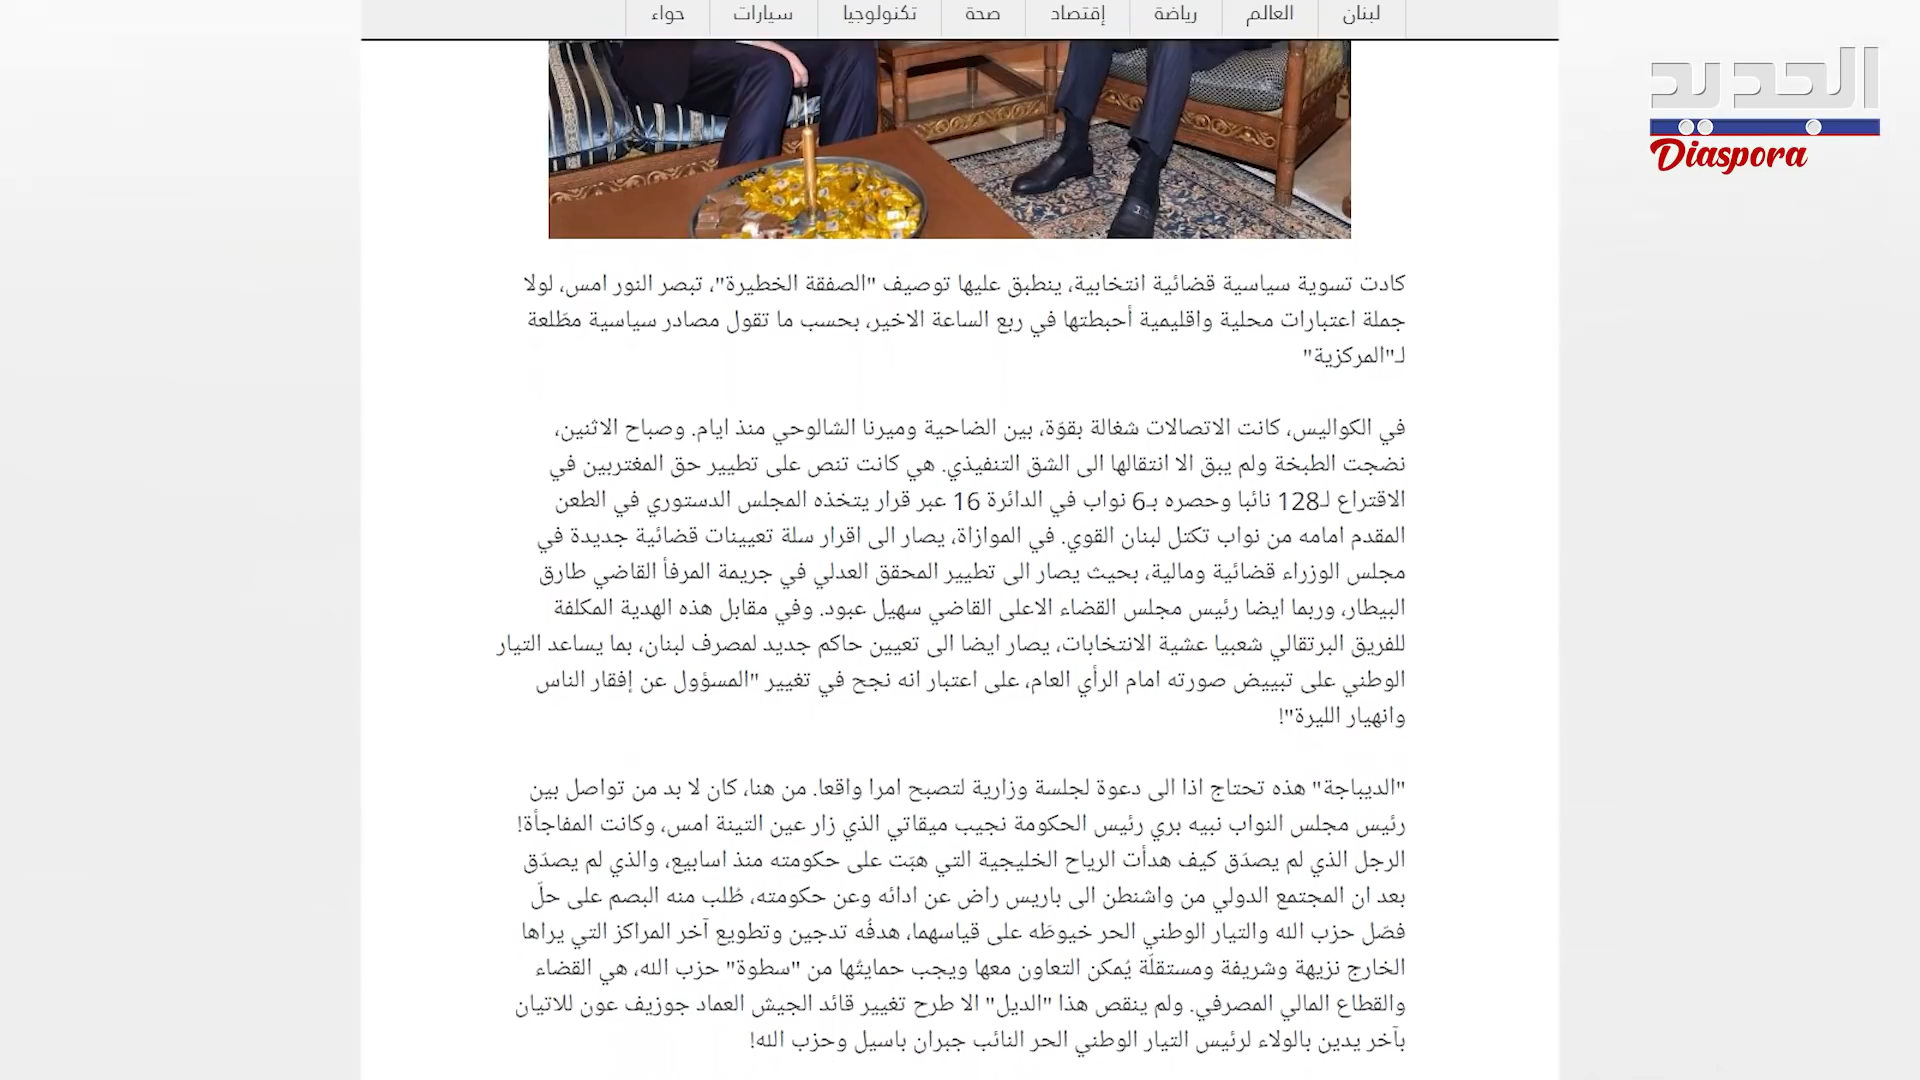 لبنان
العالم
رياضة
إقتصاد
صحة
تكنولوجيا
سيارات
حواء
الجديد
Diaspora
كادت تسوية سياسية قضائية انتخابية، ينطبق عليها توصيف "الصفقة الخطيرة"، تبصر النور امس، لولا
جملة اعتبارات محلية واقليمية أحبطتها في ربع الساعة الاخير، بحسب ما تقول مصادر سياسية مطّلعة
لـ"المركزية"
في الكواليس، كانت الاتصالات شغالة بقوّة، بين الضاحية وميرنا الشالوحي منذ ايام. وصباح الاثنين،
نضجت الطبخة ولم يبق الا انتقالها الى الشق التنفيذي. هي كانت تنص على تطيير حق المغتربين في
الاقتراع لـ128 نائبا وحصره بـ6 نواب في الدائرة 16 عبر قرار يتخذه المجلس الدستوري في الطعن
المقدم امامه من نواب تكتل لبنان القوي. في الموازاة، يصار الى اقرار سلة تعيينات قضائية جديدة في
مجلس الوزراء قضائية ومالية، بحيث يصار الى تطيير المحقق العدلي في جريمة المرفأ القاضي طارق
البيطار، وربما ايضا رئيس مجلس القضاء الاعلى القاضي سهيل عبود. وفي مقابل هذه الهدية المكلفة
للفريق البرتقالي شعبيا عشية الانتخابات، يصار ايضا الى تعيين حاكم جديد لمصرف لبنان، بما يساعد التيار
الوطني على تبييض صورته امام الرأي العام، على اعتبار انه نجح في تغيير "المسؤول عن إفقار الناس
وانهيار الليرة"!
"الديباجة" هذه تحتاج اذا الى دعوة لجلسة وزارية لتصبح امرا واقعا. من هنا، كان لا بد من تواصل بين
رئيس مجلس النواب نبيه بري رئيس الحكومة نجيب ميقاتي الذي زار عين التينة امس، وكانت المفاجأة!
الرجل الذي لم يصدّق كيف هدأت الرياح الخليجية التي هبّت على حكومته منذ اسابيع، والذي لم يصدّق
بعد ان المجتمع الدولي من واشنطن الى باريس راض عن ادائه وعن حكومته، طُلب منه البصم على حلّ
فصّل حزب الله والتيار الوطني الحر خيوطَه على قياسهما، هدفُه تدجين وتطويع آخر المراكز التي يراها
الخارج نزيهة وشريفة ومستقلّة يُمكن التعاون معها ويجب حمايتُها من "سطوة" حزب الله، هي القضاء
والقطاع المالي المصرفي. ولم ينقص هذا "الديل" الا طرح تغيير قائد الجيش العماد جوزيف عون للاتيان
بآخر يدين بالولاء لرئيس التيار الوطني الحر النائب جبران باسيل وحزب الله!